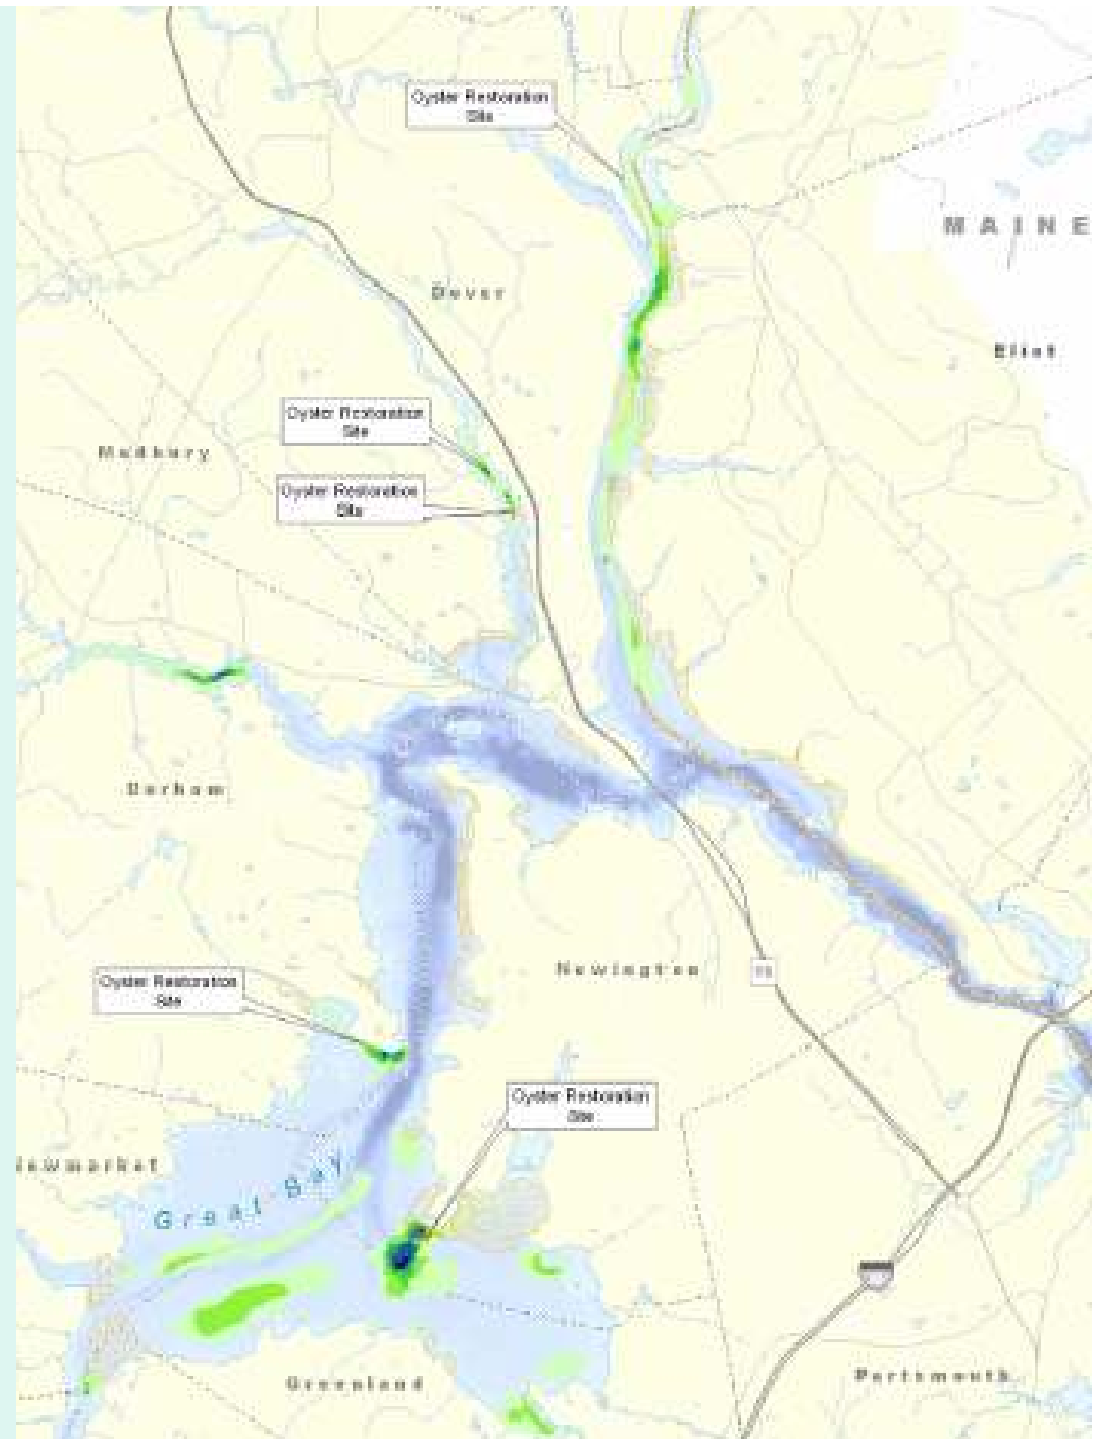 Oyster Restoration
Site
MAINE
Dover
Eliot
Oyster Restoration
Site
Madbury
Oyster Restoration
Site
Durham
Newington
Oyster Restoration
Site
Oyster Restoration
Site
Great Bay
Greenland
Portsmouth